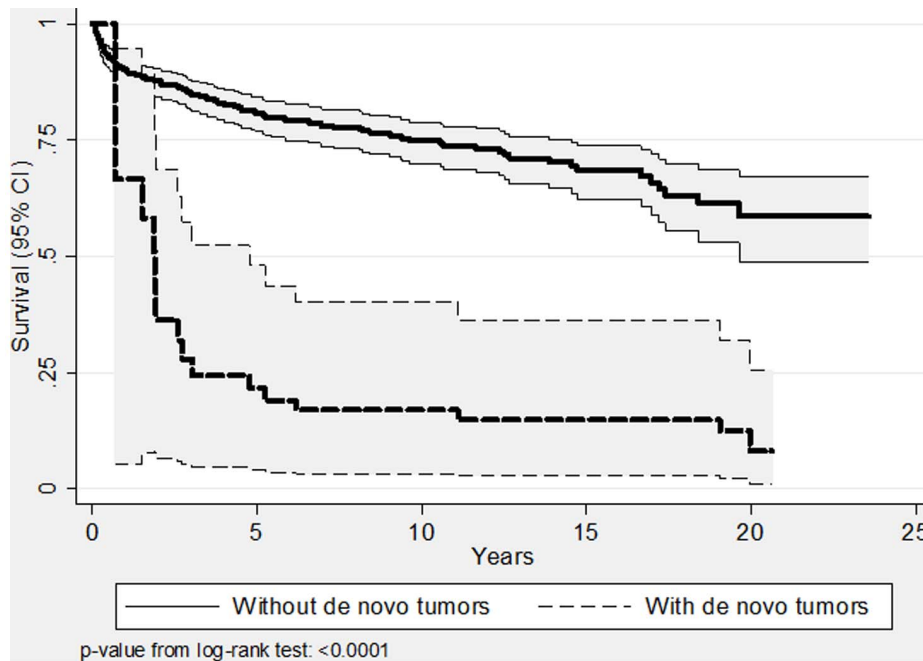 1
.75
.5
.25
0
Survival (95% CI)
0 5 10 15 20 25
Years
Without de novo tumors With de novo tumors
p-value from log-rank test: <0.0001